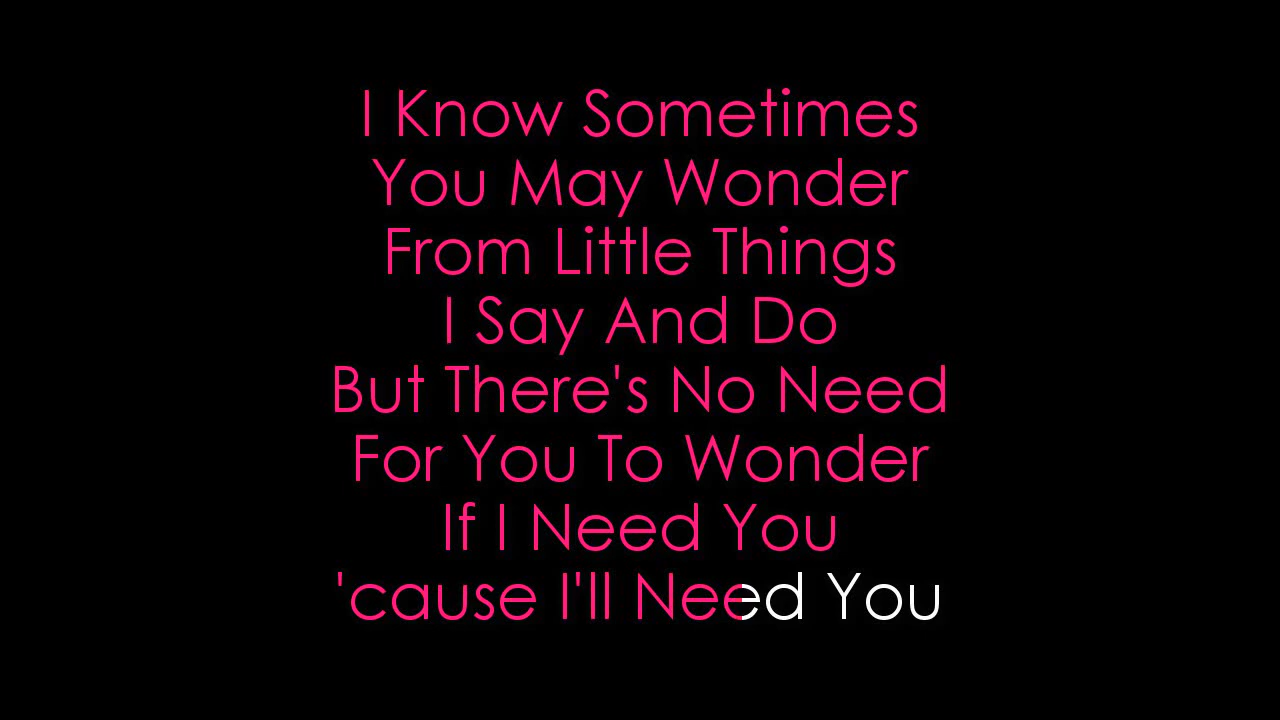 I Know Sometimes
You May Wonder
From Little Things
I Say And Do
But There's No Need
For You To Wonder
If I Need You
'cause I'll Need You